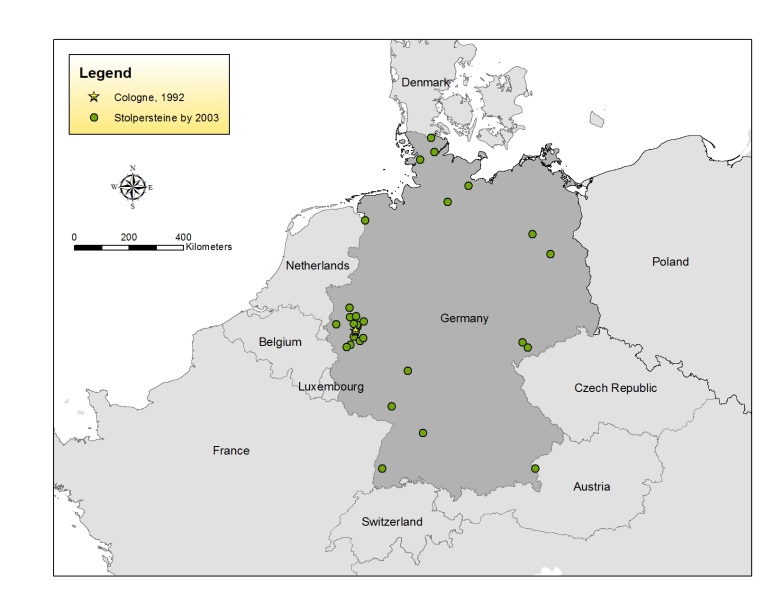 Legend
Cologne, 1992
Stolpersteine by 2003
Denmark
N
W E
S
0 200 400
Kilometers
Netherlands
Poland
Germany
Belgium
Luxembourg
Czech Republic
France
Austria
Switzerland